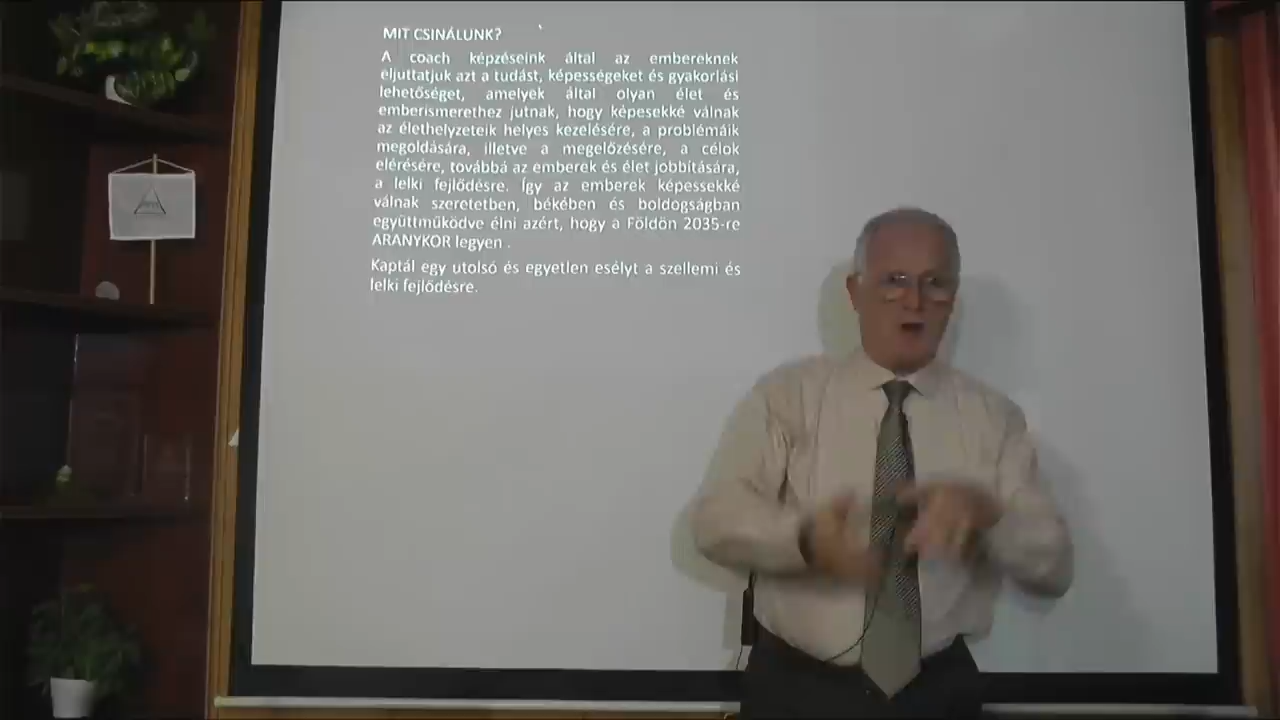 MIT CSINÁLUNK?
A coach képzéseink által az embereknek
eljuttatjuk azt a tudást, képességeket és gyakorlási
lehetőséget, amelyek által olyan élet és
emberismerethez jutnak, hogy képesekké válnak
az élethelyzeteik helyes kezelésére, a problémáik
megoldására, illetve a megelőzésére, a célok
elérésére, továbbá az emberek és élet jobbítására,
a lelki fejlődésre. Így az emberek képessekké
válnak szeretetben, békében és boldogságban
együttműködve élni azért, hogy a Földön 2035-re
ARANYKOR legyen .
Kaptál egy utolsó és egyetlen esélyt a szellemi és
lelki fejlődésre.